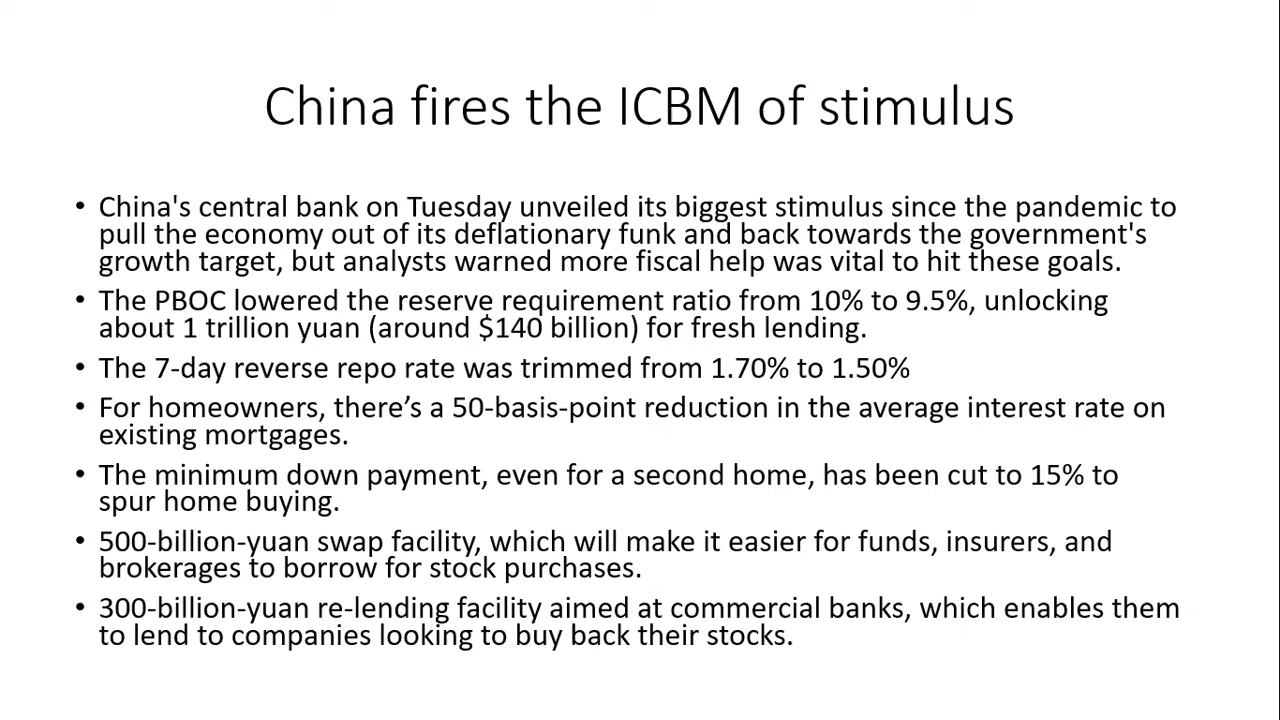 China fires the ICBM of stimulus
• China's central bank on Tuesday unveiled its biggest stimulus since the pandemic to
pull the economy out of its deflationary funk and back towards the government's
growth target, but analysts warned more fiscal help was vital to hit these goals.
• The PBOC lowered the reserve requirement ratio from 10% to 9.5%, unlocking
about 1 trillion yuan (around $140 billion) for fresh lending.
• The 7-day reverse repo rate was trimmed from 1.70% to 1.50%
• For homeowners, there’s a 50-basis-point reduction in the average interest rate on
existing mortgages.
• The minimum down payment, even for a second home, has been cut to 15% to
spur home buying.
• 500-billion-yuan swap facility, which will make it easier for funds, insurers, and
brokerages to borrow for stock purchases.
• 300-billion-yuan re-lending facility aimed at commercial banks, which enables them
to lend to companies looking to buy back their stocks.